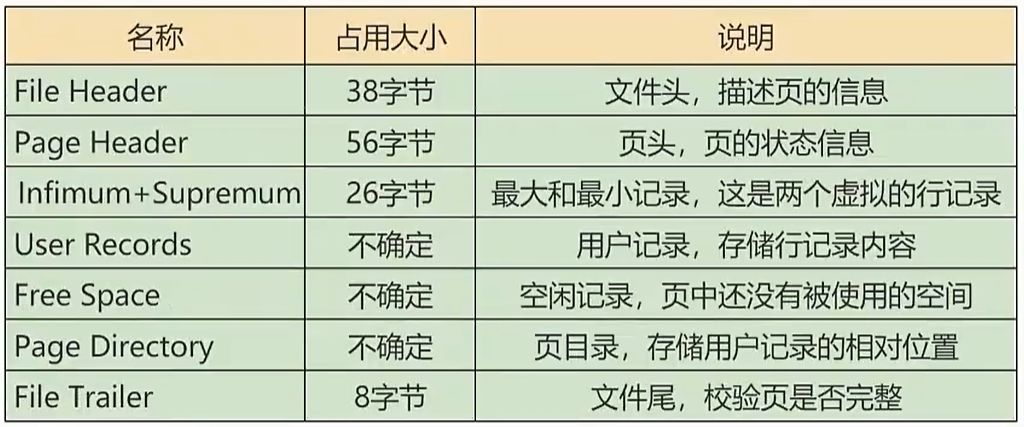 名称 占用大小 说明
File Header 38字节 文件头，描述页的信息
Page Header 56字节 页头，页的状态信息
Infimum+Supremum 26字节 最大和最小记录，这是两个虚拟的行记录
User Records 不确定 用户记录，存储行记录内容
Free Space 不确定 空闲记录，页中还没有被使用的空间
Page Directory 不确定 页目录，存储用户记录的相对位置
File Trailer 8字节 文件尾，校验页是否完整